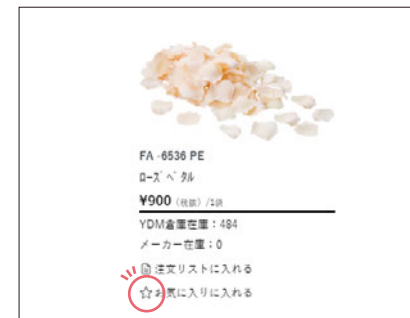 FA -6536 PE
ﾛｰｽﾞ ﾍﾟﾀﾙ
¥900 (税抜) /1袋
YDM倉庫在庫：484
メーカー在庫：0
注文リストに入れる
お気に入りに入れる